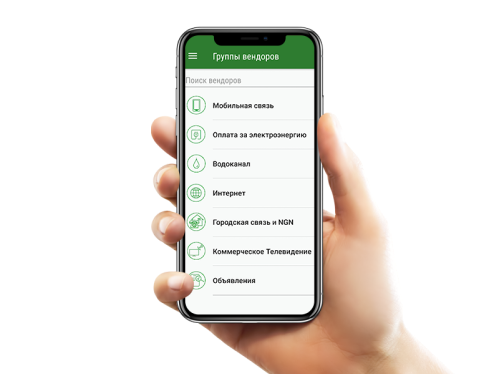 Группы вендоров
Поиск вендоров
Мобильная связь
Оплата за электроэнергию
Водоканал
Интернет
Городская связь и NGN
Коммерческое Телевидение
Объявления